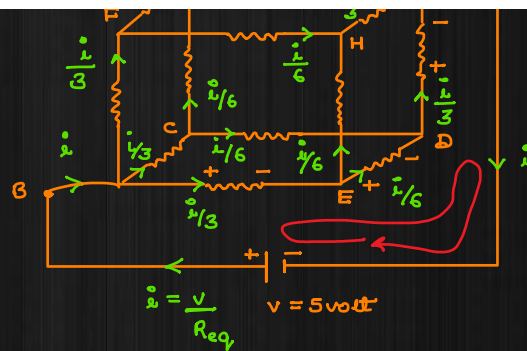 3
i/3
H
i/6
-
+
i/3
i
C
i/6
i/3
i/6
i/6
D
B
+ -
-
+
E
i/6
i/3
+ -
i = V/Req
V = 5 volt